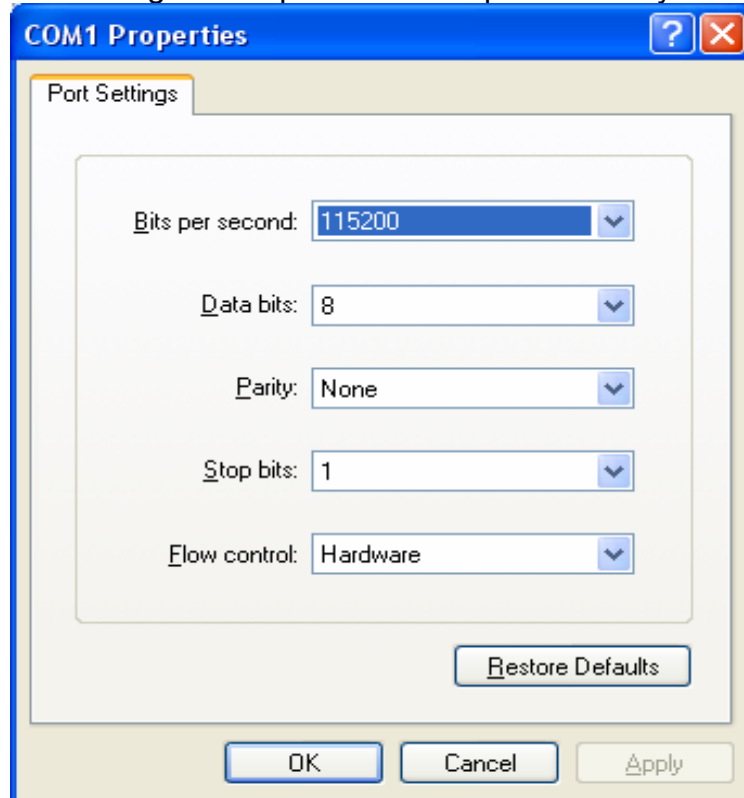 COM1 Properties
Port Settings
Bits per second: 115200
Data bits: 8
Parity: None
Stop bits: 1
Flow control: Hardware
Restore Defaults
OK Cancel Apply